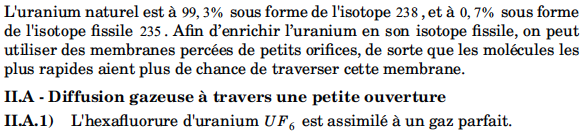 L'uranium naturel est à 99, 3% sous forme de l'isotope 238 , et à 0, 7% sous forme
de l'isotope fissile 235 . Afin d'enrichir l'uranium en son isotope fissile, on peut
utiliser des membranes percées de petits orifices, de sorte que les molécules les
plus rapides aient plus de chance de traverser cette membrane.
II.A - Diffusion gazeuse à travers une petite ouverture
II.A.1) L'hexafluorure d'uranium UF₆ est assimilé à un gaz parfait.